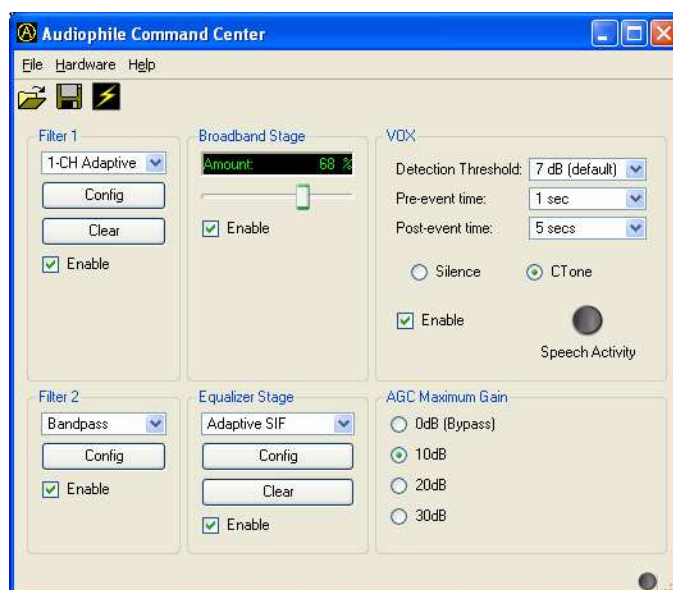 Audiophile Command Center
File Hardware Help
Filter 1
1-CH Adaptive
Config
Clear
Enable
Broadband Stage
Amount: 68 %
Enable
VOX
Detection Threshold: 7 dB (default)
Pre-event time: 1 sec
Post-event time: 5 secs
Silence CTone
Enable
Speech Activity
Filter 2
Bandpass
Config
Enable
Equalizer Stage
Adaptive SIF
Config
Clear
Enable
AGC Maximum Gain
0dB (Bypass)
10dB
20dB
30dB